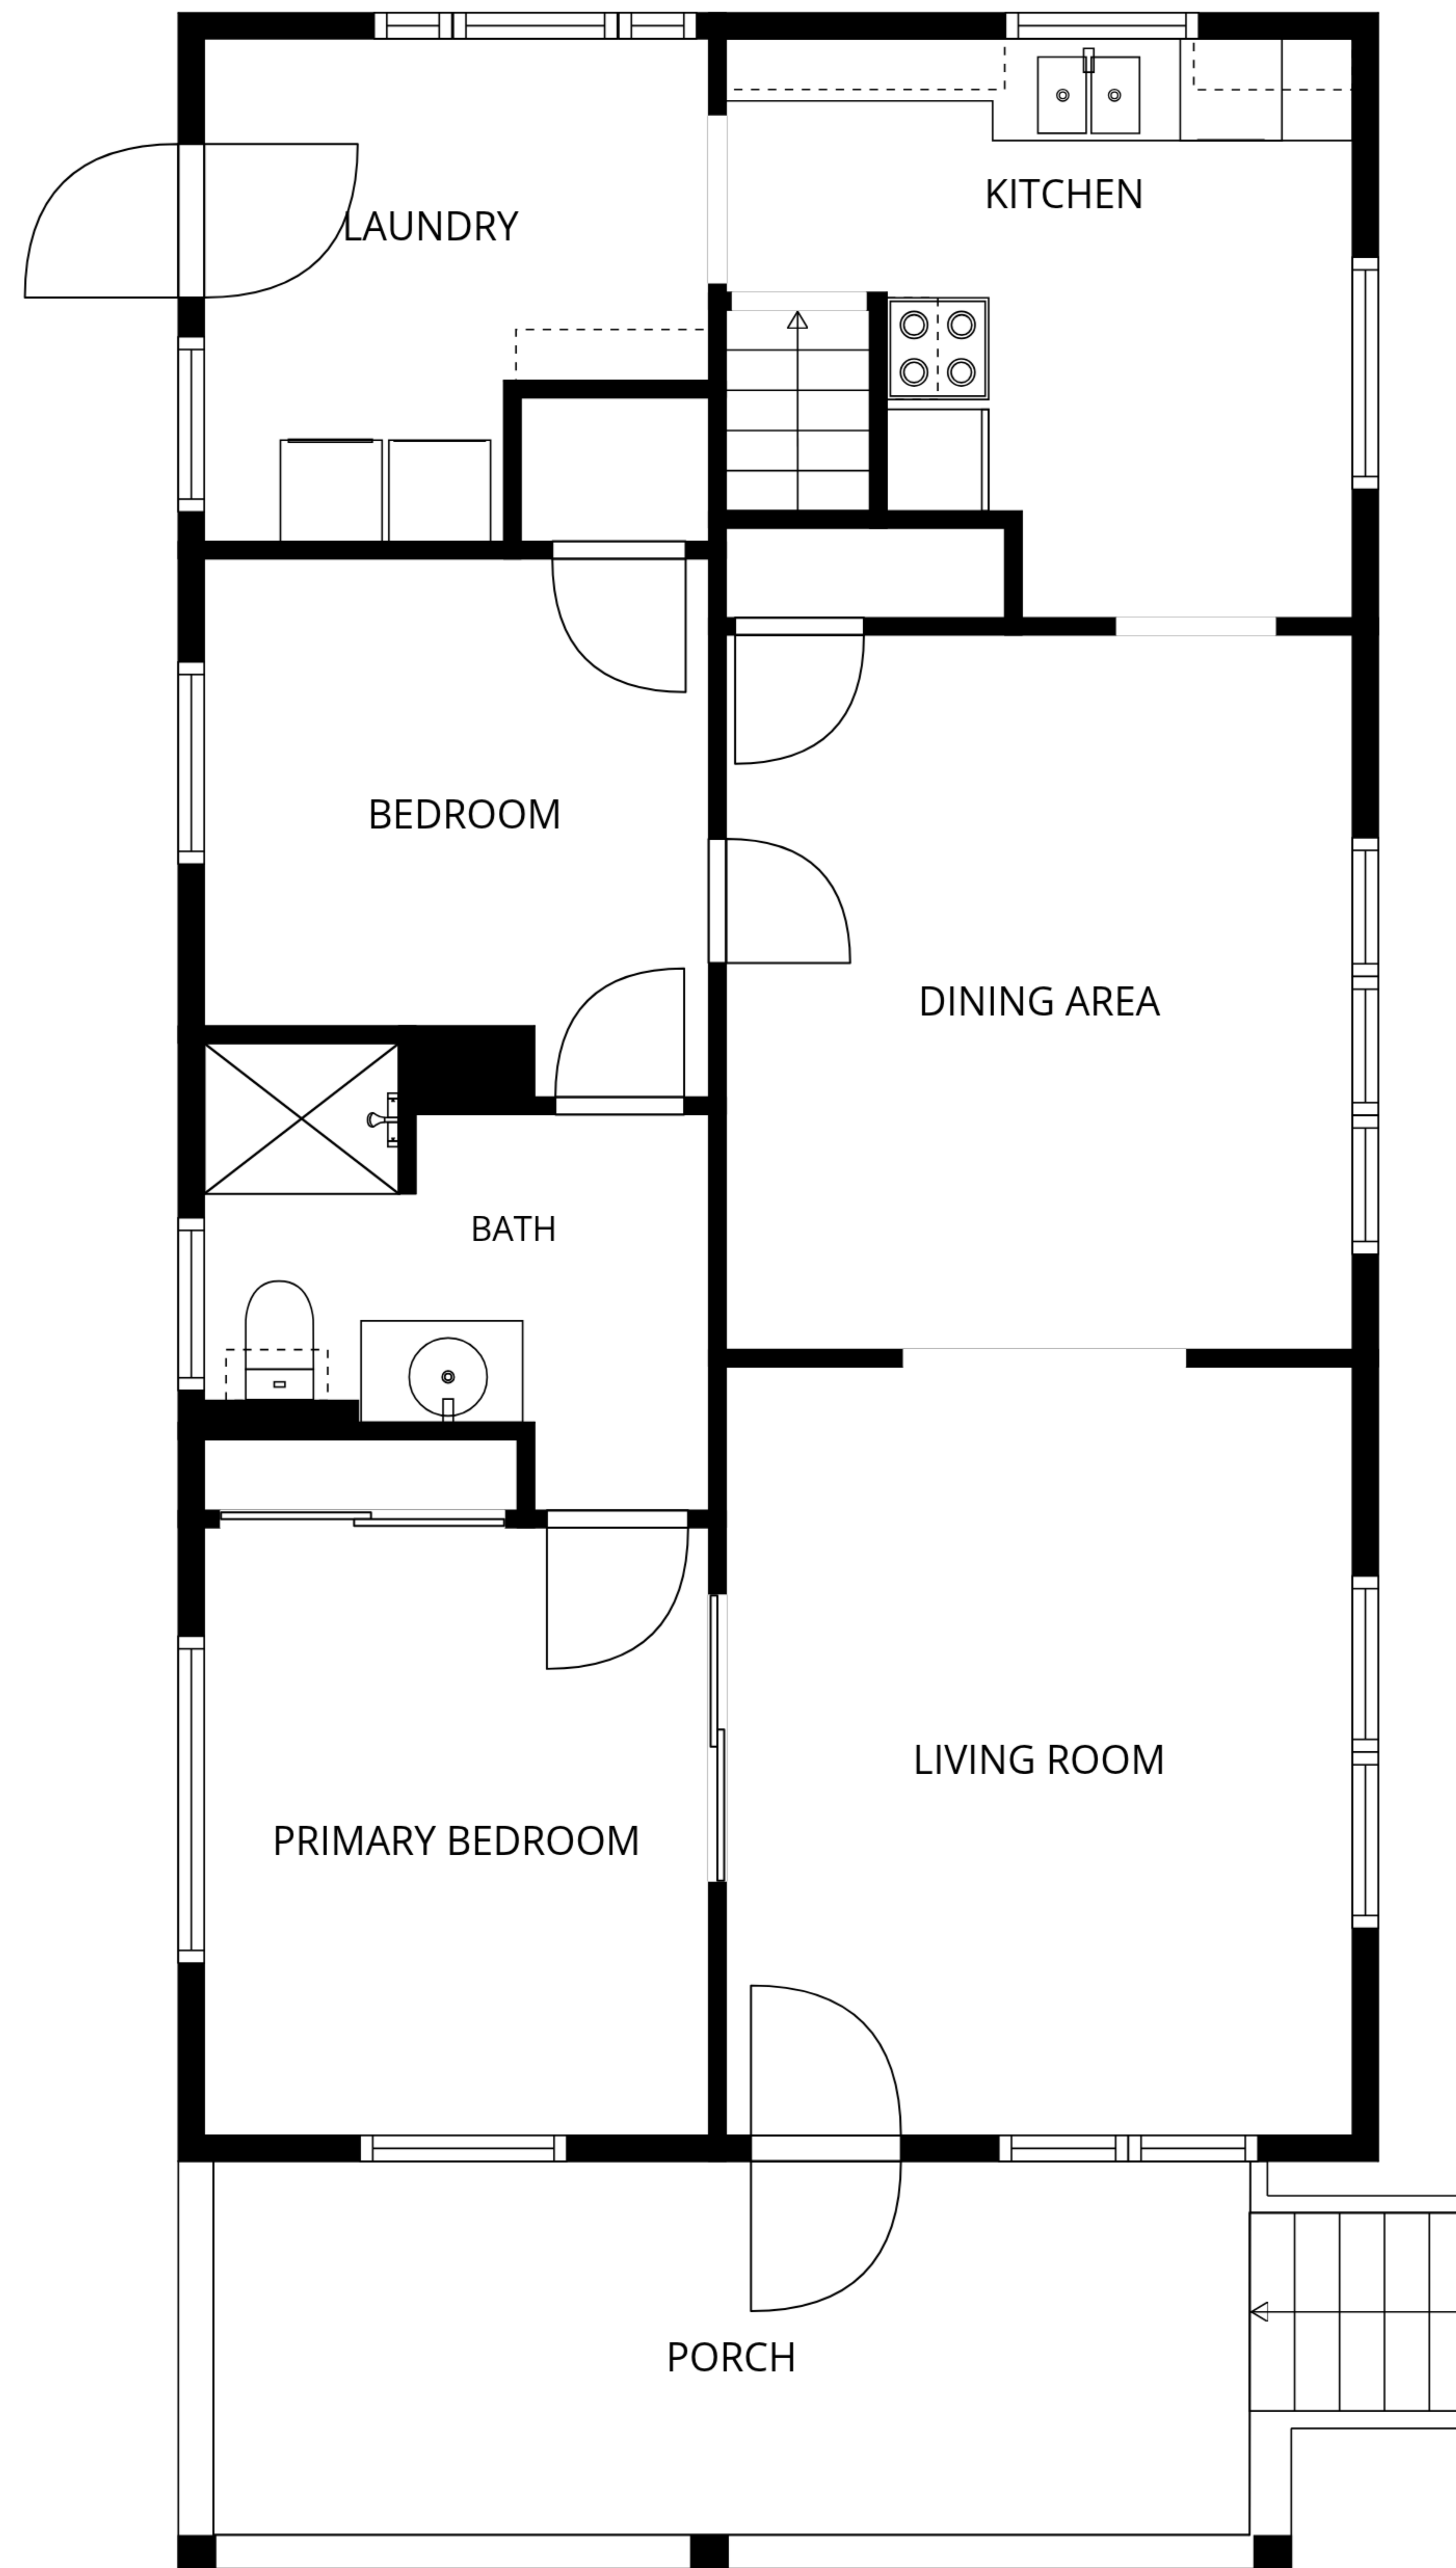 KITCHEN
LAUNDRY
BEDROOM
DINING AREA
BATH
LIVING ROOM
PRIMARY BEDROOM
PORCH